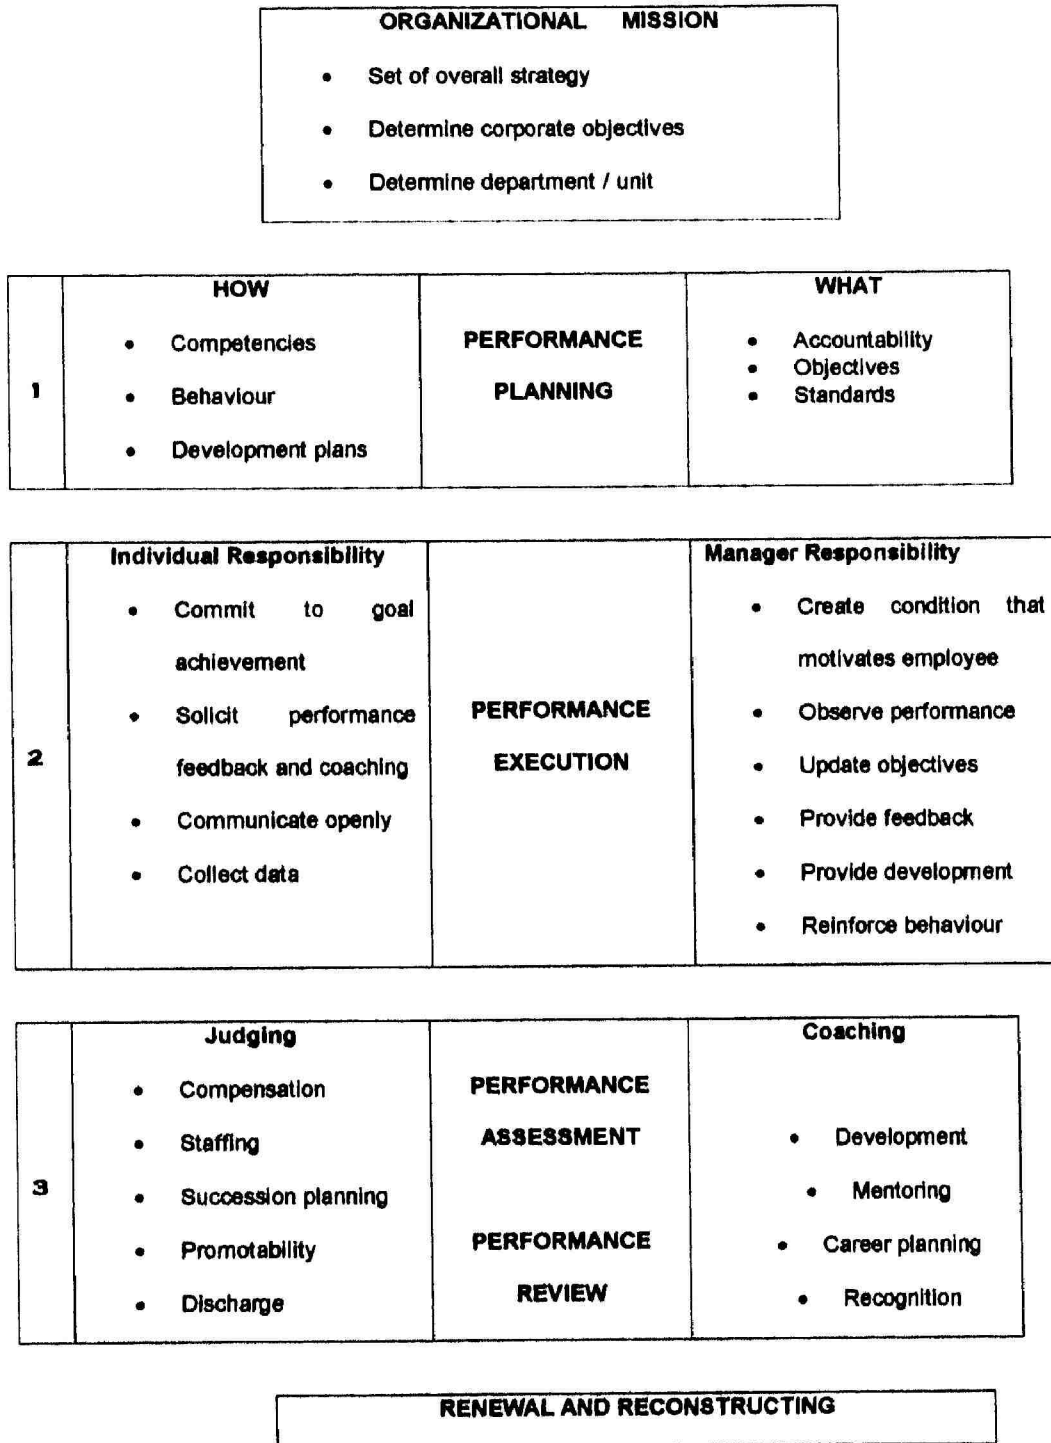 ORGANIZATIONAL MISSION
• Set of overall strategy
• Determine corporate objectives
• Determine department / unit
1
HOW
• Competencies
• Behaviour
• Development plans
PERFORMANCE
PLANNING
WHAT
• Accountability
• Objectives
• Standards
2
Individual Responsibility
• Commit to goal
achievement
• Solicit performance
feedback and coaching
• Communicate openly
• Collect data
PERFORMANCE
EXECUTION
Manager Responsibility
• Create condition that
motivates employee
• Observe performance
• Update objectives
• Provide feedback
• Provide development
• Reinforce behaviour
3
Judging
• Compensation
• Staffing
• Succession planning
• Promotability
• Discharge
PERFORMANCE
ASSESSMENT
PERFORMANCE
REVIEW
Coaching
• Development
• Mentoring
• Career planning
• Recognition
RENEWAL AND RECONSTRUCTING